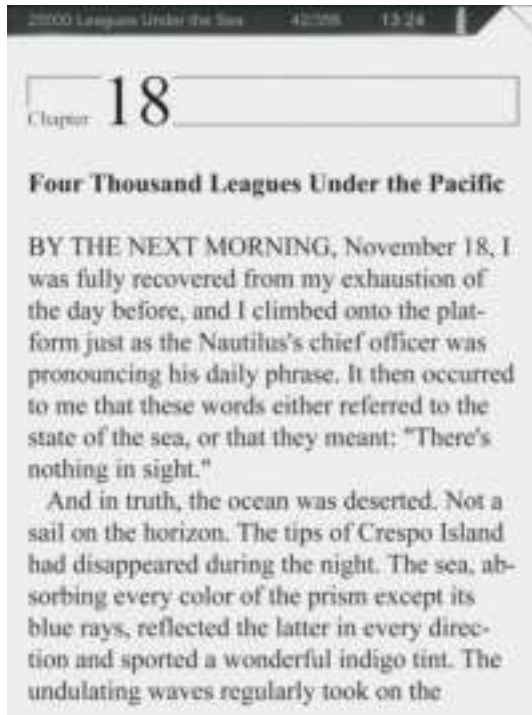 20000 Leagues Under the Sea 42/356 13:24
Chapter 18
Four Thousand Leagues Under the Pacific
BY THE NEXT MORNING, November 18, I
was fully recovered from my exhaustion of
the day before, and I climbed onto the plat-
form just as the Nautilus's chief officer was
pronouncing his daily phrase. It then occurred
to me that these words either referred to the
state of the sea, or that they meant: "There's
nothing in sight."
And in truth, the ocean was deserted. Not a
sail on the horizon. The tips of Crespo Island
had disappeared during the night. The sea, ab-
sorbing every color of the prism except its
blue rays, reflected the latter in every direc-
tion and sported a wonderful indigo tint. The
undulating waves regularly took on the